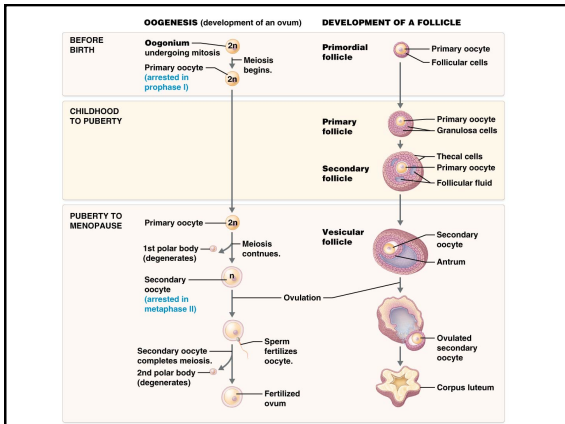 OOGENESIS (development of an ovum)
DEVELOPMENT OF A FOLLICLE
BEFORE
BIRTH
Oogonium
undergoing mitosis
2n
Meiosis
begins.
Primary oocyte
(arrested in
prophase I)
2n
Primordial
follicle
Primary oocyte
Follicular cells
CHILDHOOD
TO PUBERTY
Primary
follicle
Primary oocyte
Granulosa cells
Secondary
follicle
Thecal cells
Primary oocyte
Follicular fluid
PUBERTY TO
MENOPAUSE
Primary oocyte
2n
1st polar body
(degenerates)
Meiosis
contnues.
Secondary
oocyte
(arrested in
metaphase II)
n
Vesicular
follicle
Secondary
oocyte
Antrum
Ovulation
Sperm
fertilizes
oocyte.
Secondary oocyte
completes meiosis.
2nd polar body
(degenerates)
Fertilized
ovum
Ovulated
secondary
oocyte
Corpus luteum